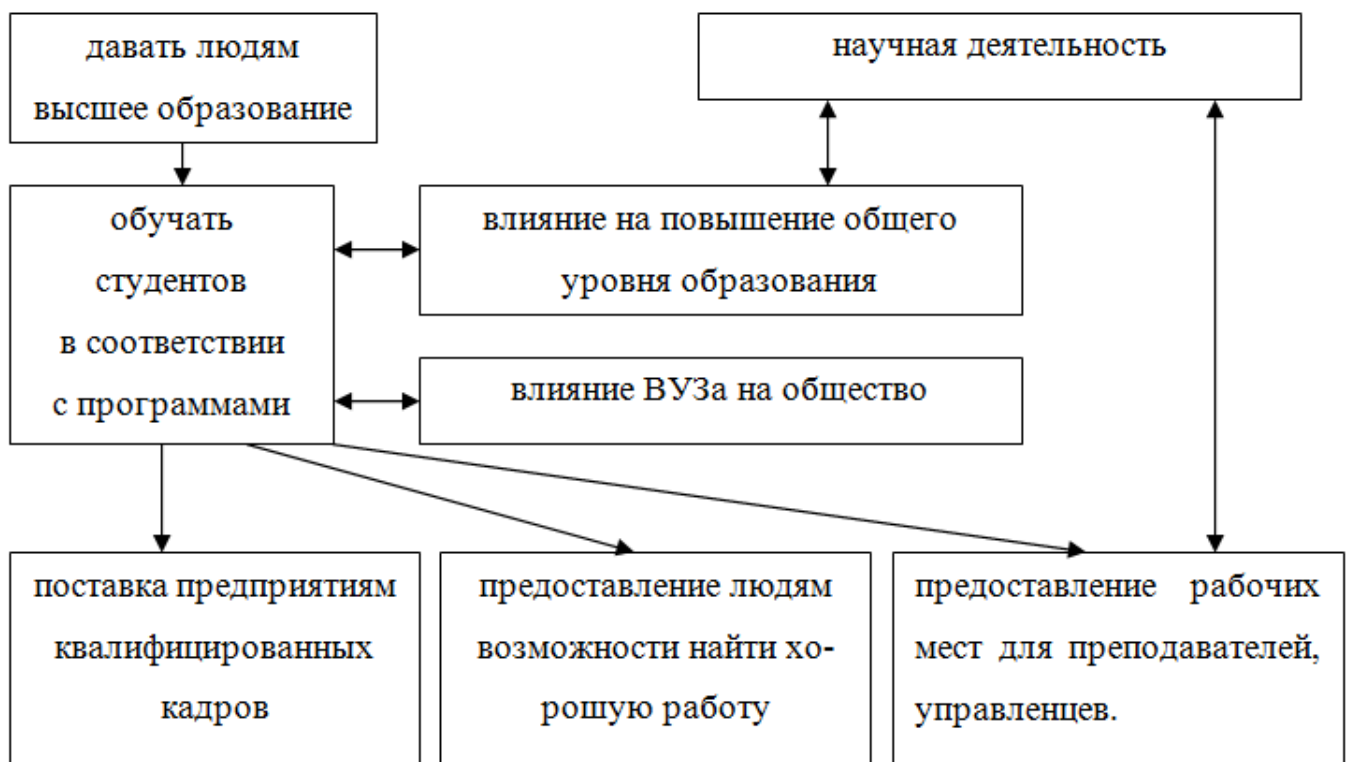 давать людям
высшее образование
научная деятельность
обучать
студентов
в соответствии
с программами
влияние на повышение общего
уровня образования
влияние ВУЗа на общество
поставка предприятиям
квалифицированных
кадров
предоставление людям
возможности найти хо-
рошую работу
предоставление рабочих
мест для преподавателей,
управленцев.